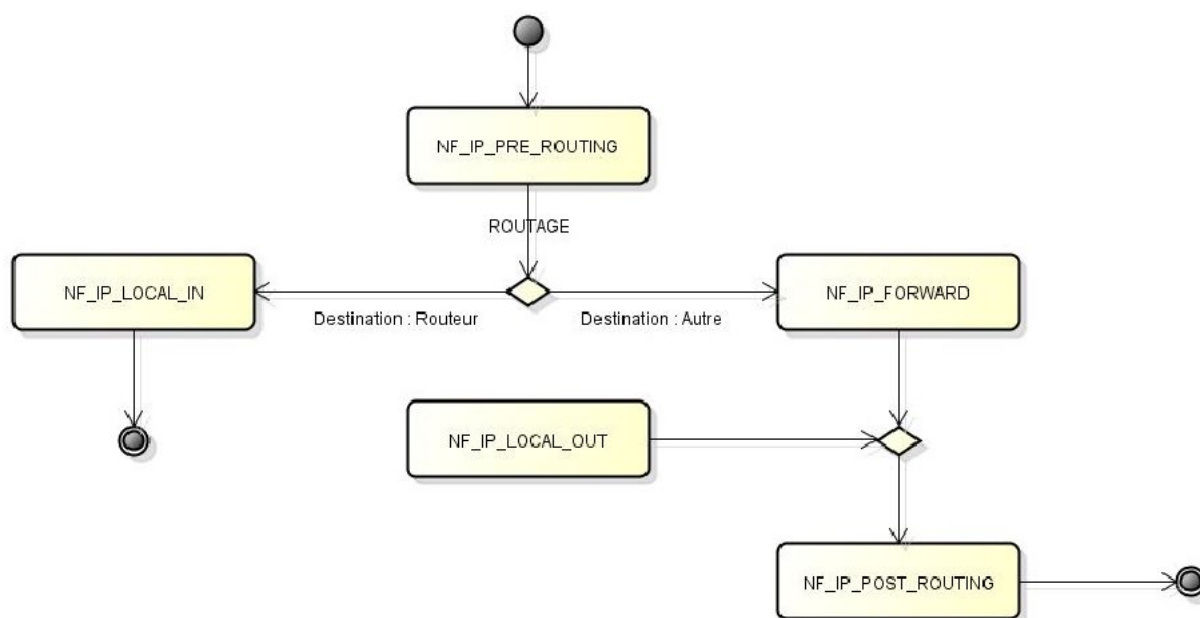 NF_IP_PRE_ROUTING
ROUTAGE
NF_IP_LOCAL_IN
NF_IP_FORWARD
Destination : Routeur
Destination : Autre
NF_IP_LOCAL_OUT
NF_IP_POST_ROUTING